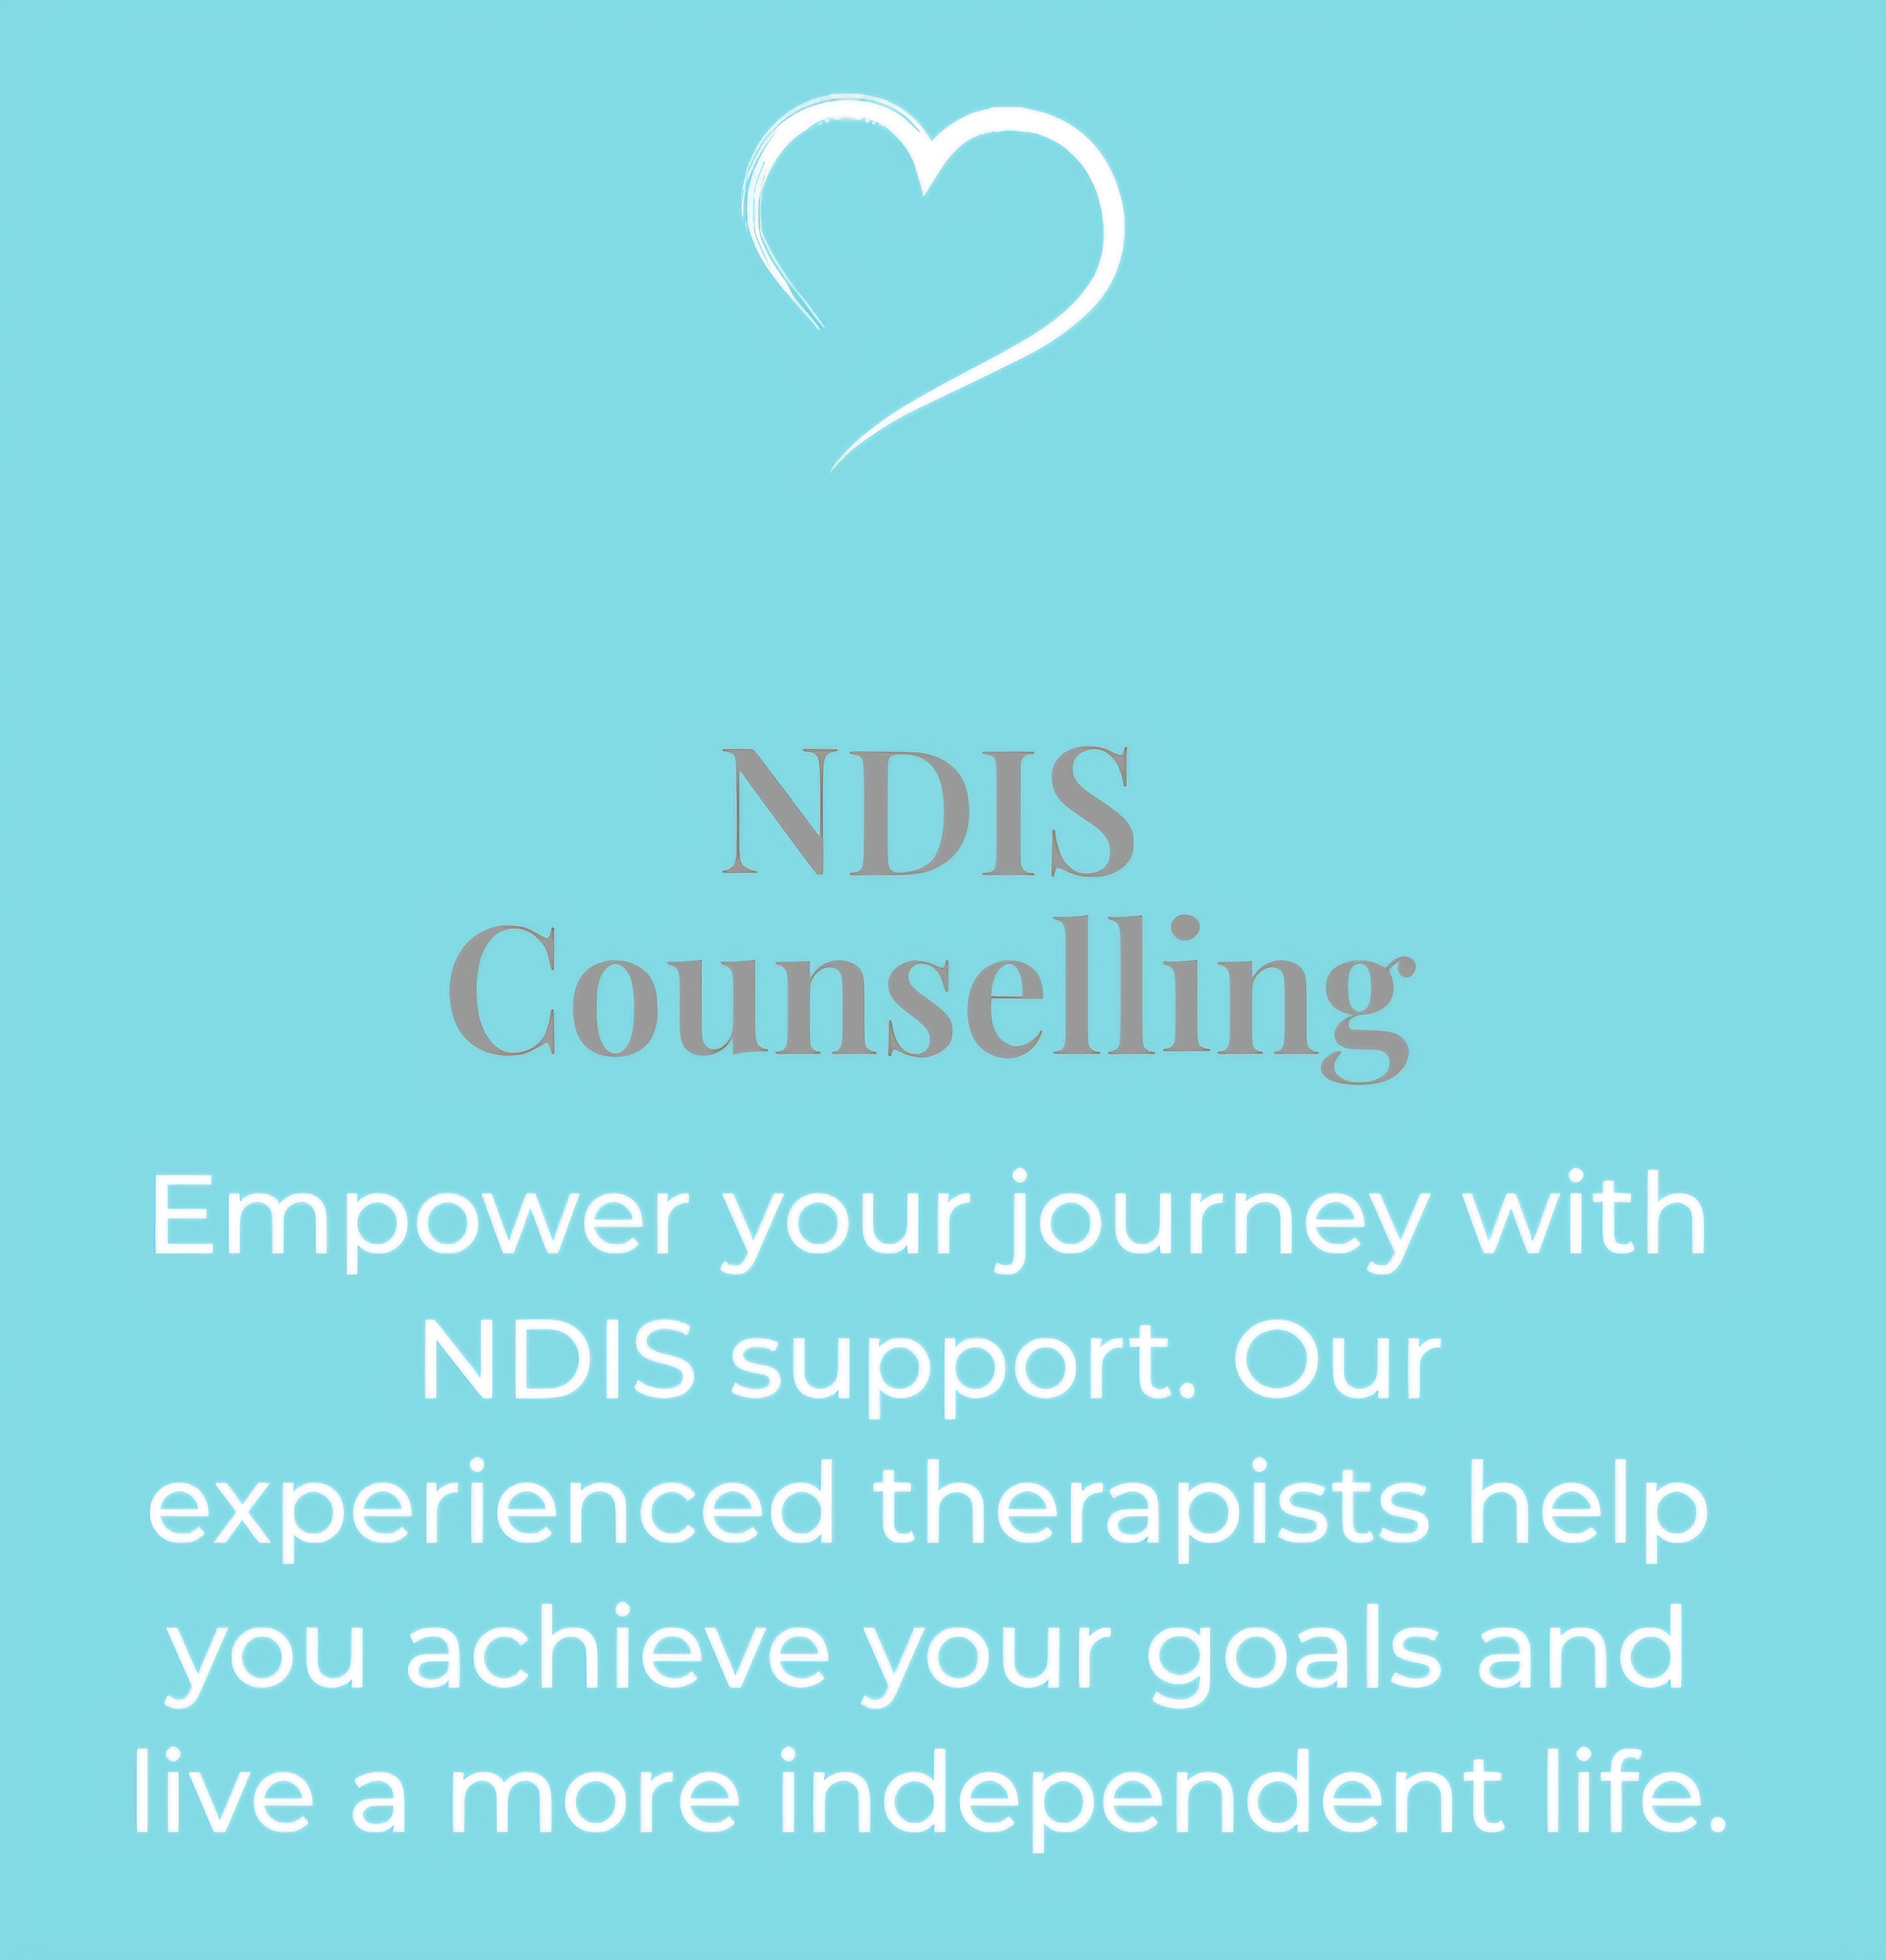 NDIS
Counselling
Empower your journey with
NDIS support. Our
experienced therapists help
you achieve your goals and
live a more independent life.